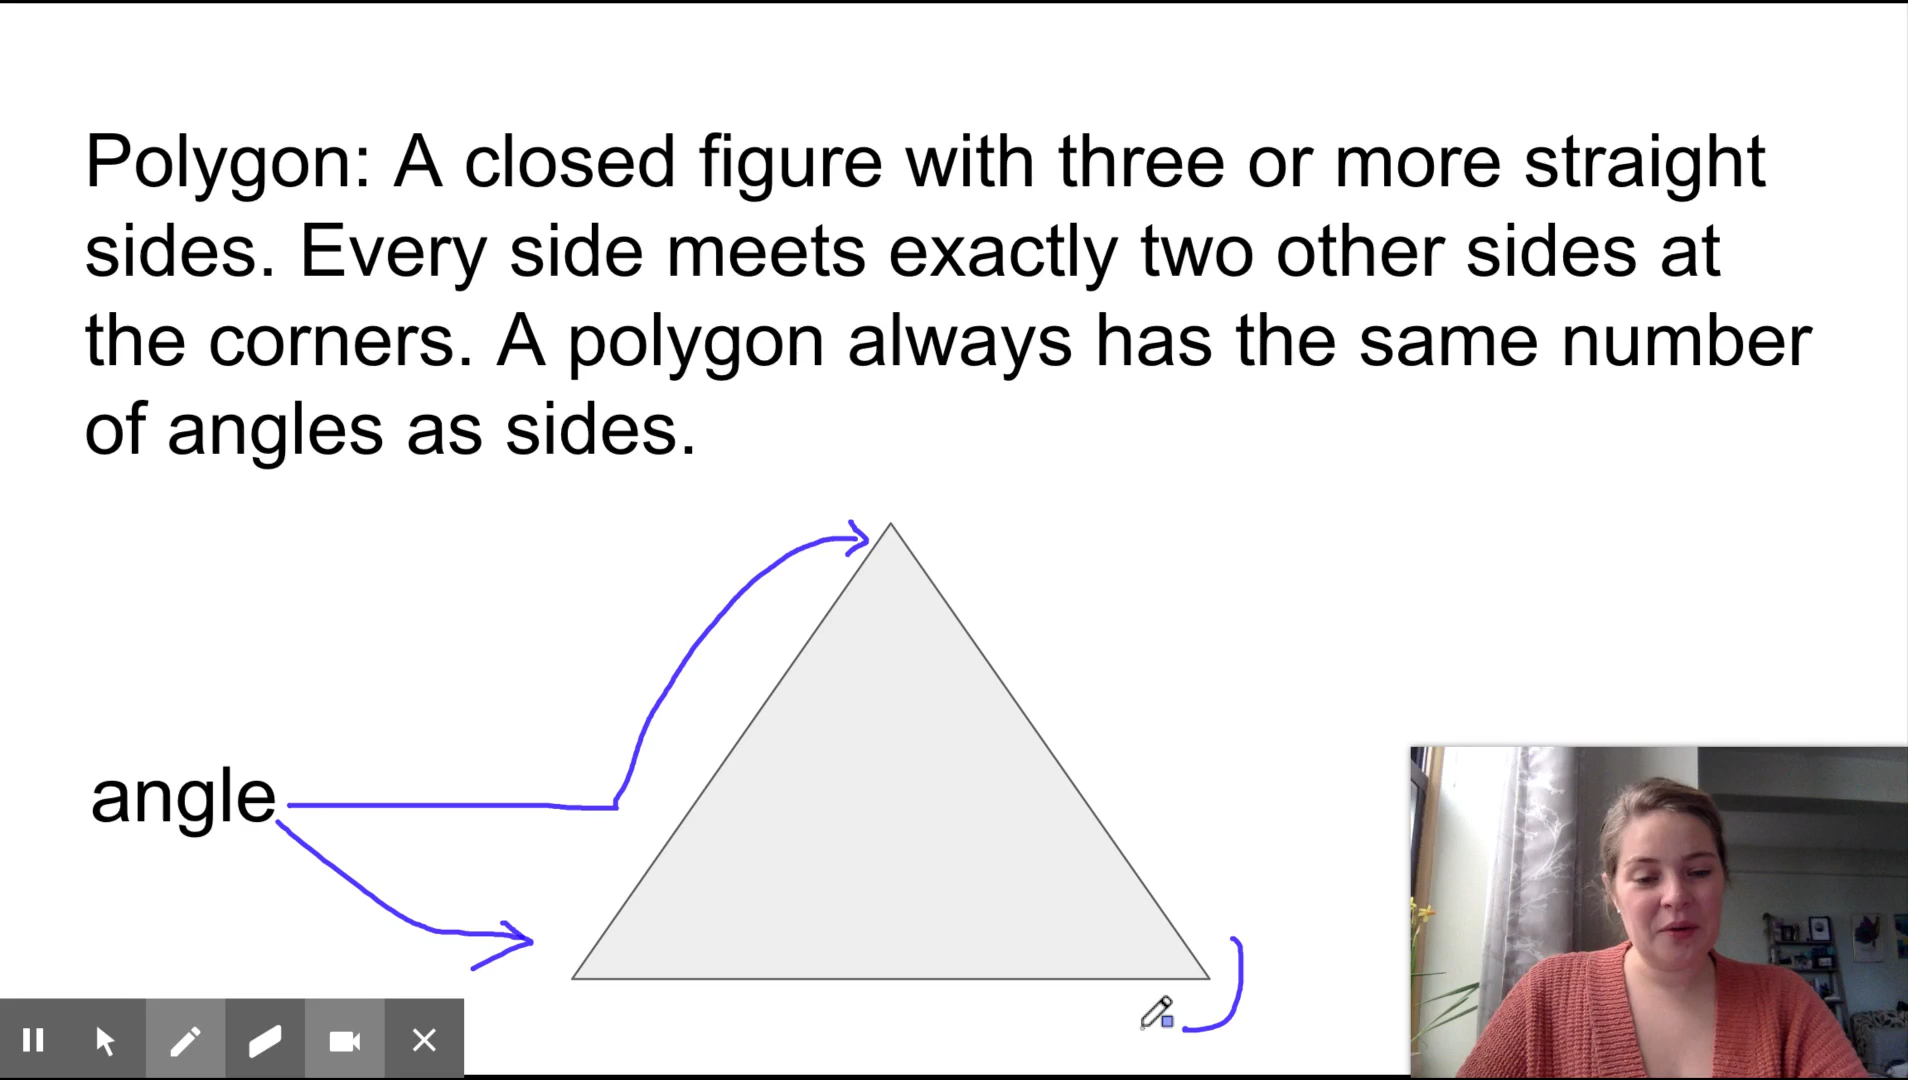 Polygon: A closed figure with three or more straight
sides. Every side meets exactly two other sides at
the corners. A polygon always has the same number
of angles as sides.
angle